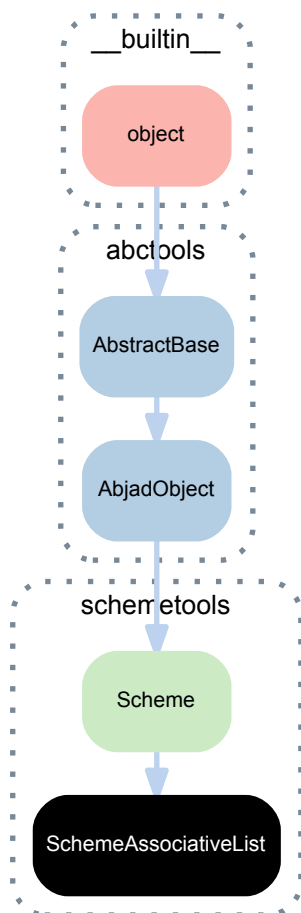 __builtin__
object
abctools
AbstractBase
AbjadObject
schemetools
Scheme
SchemeAssociativeList